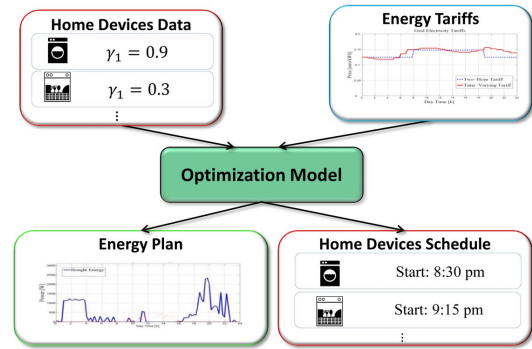 Home Devices Data
γ₁ = 0.9
γ₁ = 0.3
⋮
Energy Tariffs
Grid Electricity Tariffs
Two-Hour Tariff
Time-Varying Tariff
Day Time [h]
Optimization Model
Energy Plan
Bought Energy
Day Time [h]
Home Devices Schedule
Start: 8:30 pm
Start: 9:15 pm
⋮